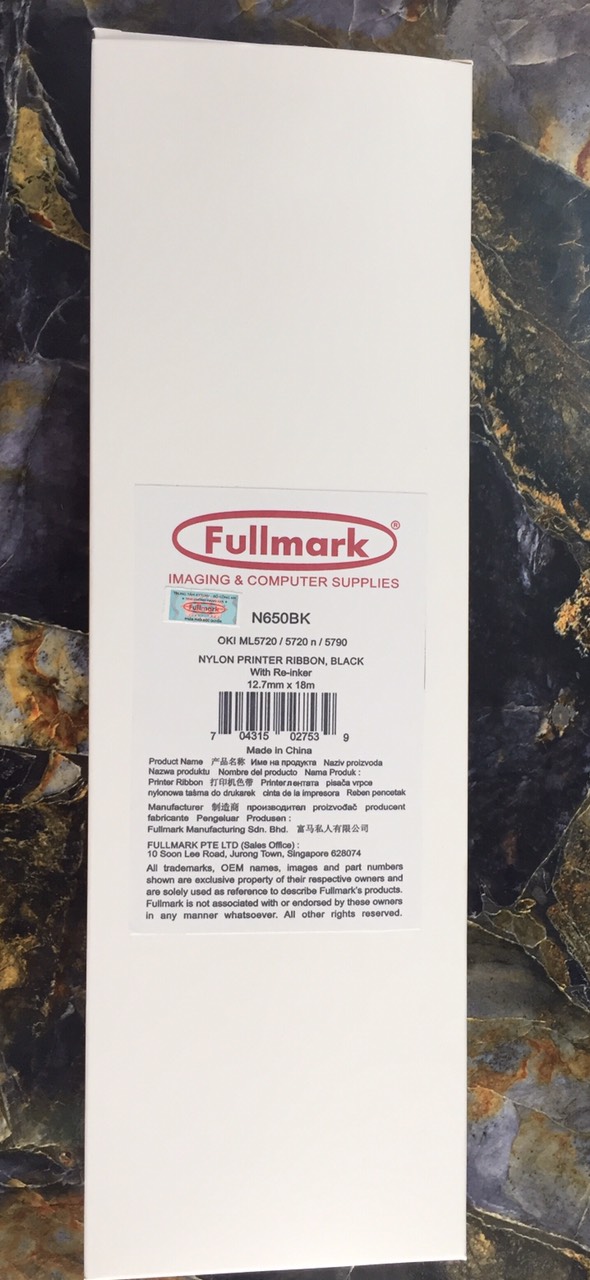 Fullmark®
IMAGING & COMPUTER SUPPLIES
Fullmark
N650BK
OKI ML5720 / 5720 n / 5790
NYLON PRINTER RIBBON, BLACK
With Re-inker
12.7mm x 18m
7 04315 02753 9
Made in China
Product Name 产品名称 Име на продукта Naziv proizvoda
Nazwa produktu Nombre del producto Nama Produk :
Printer Ribbon 打印机色带 Printer лентата pisača vrpce
nylonowa taśma do drukarek cinta de la impresora Reben pencetak
Manufacturer 制造商 производител proizvođač producent
fabricante Pengeluar Produsen :
Fullmark Manufacturing Sdn. Bhd. 富马私人有限公司
FULLMARK PTE LTD (Sales Office) :
10 Soon Lee Road, Jurong Town, Singapore 628074
All trademarks, OEM names, images and part numbers
shown are exclusive property of their respective owners and
are solely used as reference to describe Fullmark's products.
Fullmark is not associated with or endorsed by these owners
in any manner whatsoever. All other rights reserved.